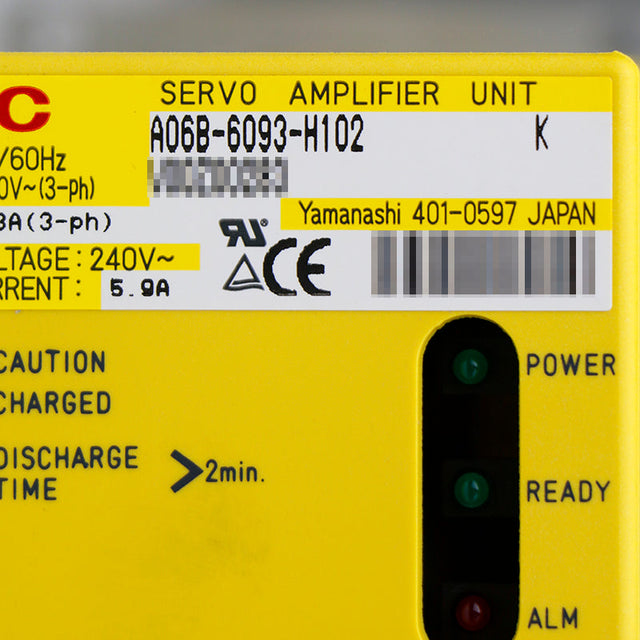 C
SERVO AMPLIFIER UNIT
A06B-6093-H102 K
/60Hz
0V~(3-ph)
3A(3-ph)
Yamanashi 401-0597 JAPAN
LTAGE: 240V~
RRENT: 5.9A
CE
CAUTION
CHARGED
DISCHARGE
TIME
>2min.
POWER
READY
ALM